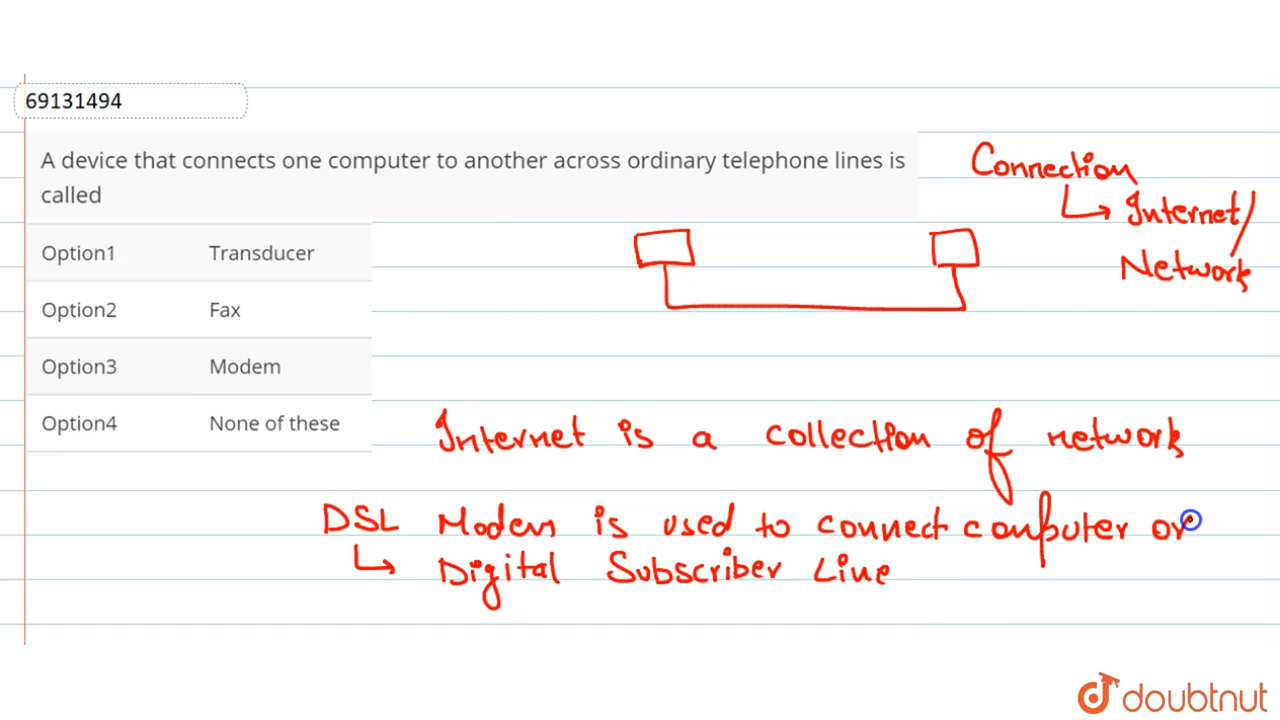 69131494
A device that connects one computer to another across ordinary telephone lines is
called
Option1 Transducer
Option2 Fax
Option3 Modem
Option4 None of these
Connection
↳ Internet/
Network
Internet is a collection of network
DSL Modem is used to connect computer or
↳ Digital Subscriber Line
doubtnut